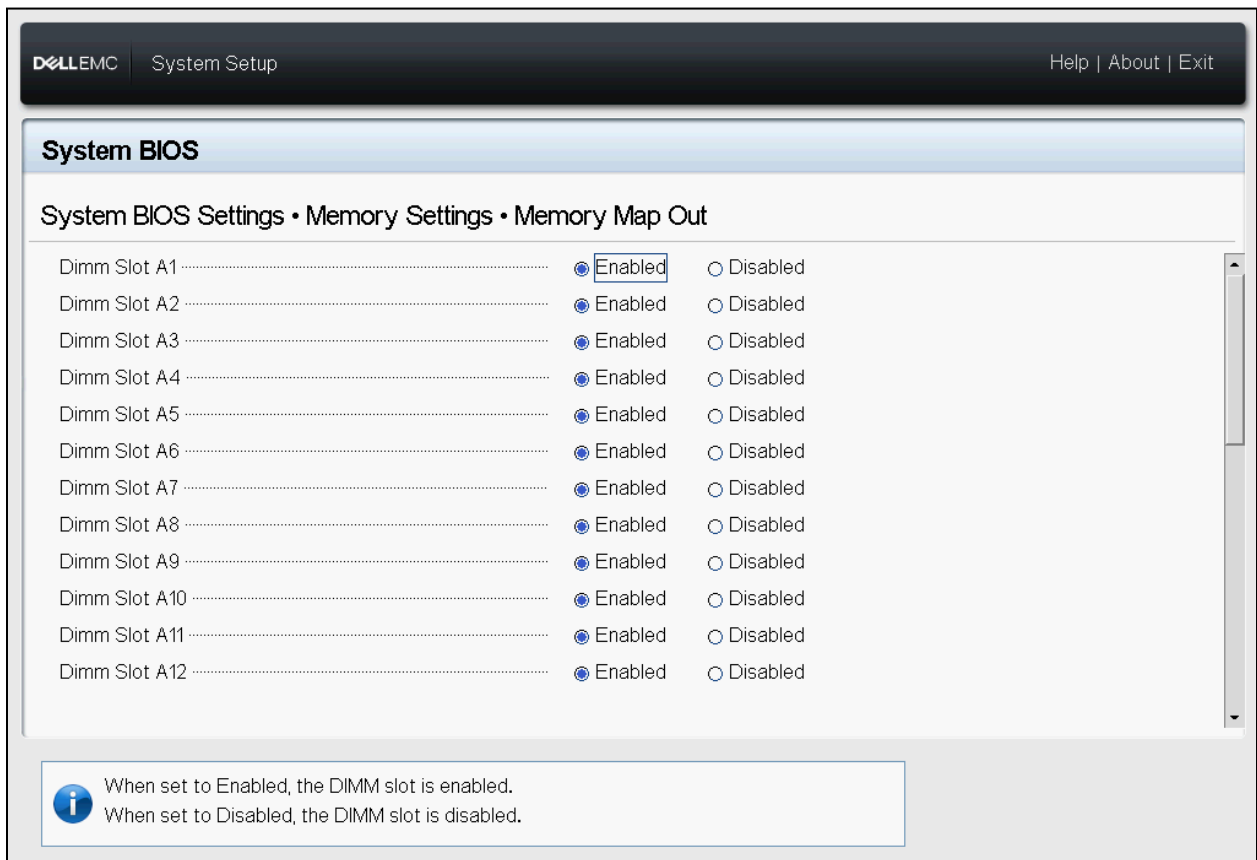 DELLEMC System Setup Help | About | Exit
System BIOS
System BIOS Settings • Memory Settings • Memory Map Out
Dimm Slot A1 Enabled Disabled
Dimm Slot A2 Enabled Disabled
Dimm Slot A3 Enabled Disabled
Dimm Slot A4 Enabled Disabled
Dimm Slot A5 Enabled Disabled
Dimm Slot A6 Enabled Disabled
Dimm Slot A7 Enabled Disabled
Dimm Slot A8 Enabled Disabled
Dimm Slot A9 Enabled Disabled
Dimm Slot A10 Enabled Disabled
Dimm Slot A11 Enabled Disabled
Dimm Slot A12 Enabled Disabled
When set to Enabled, the DIMM slot is enabled.
When set to Disabled, the DIMM slot is disabled.